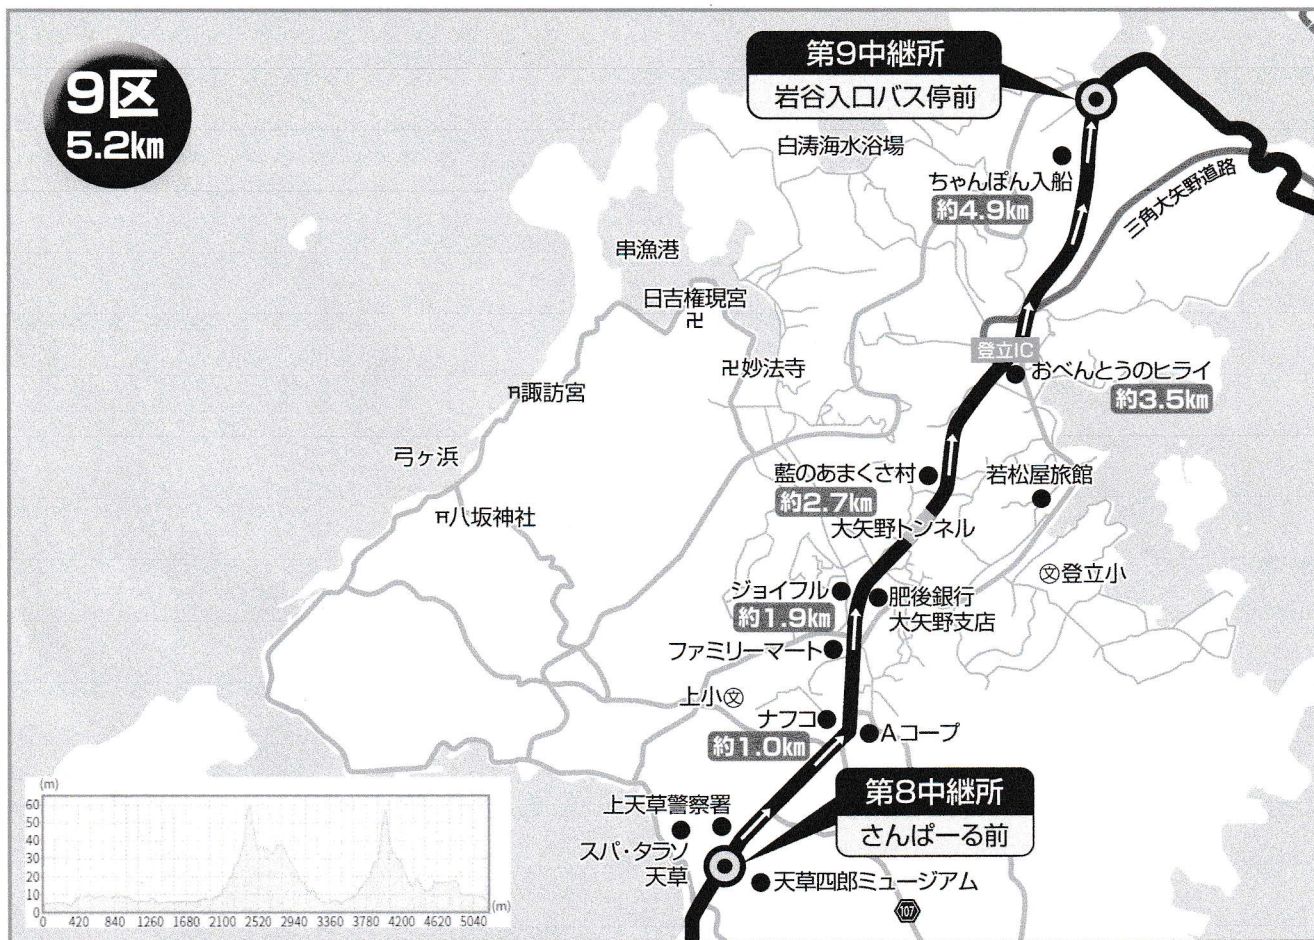 9区
5.2km
第9中継所
岩谷入口バス停前
白涛海水浴場
ちゃんぽん入船
約4.9km
三角大矢野道路
串漁港
日吉権現宮
卍
卍妙法寺
登立IC
おべんとうのヒライ
約3.5km
諏訪宮
弓ヶ浜
藍のあまくさ村
約2.7km
若松屋旅館
八坂神社
大矢野トンネル
ジョイフル
約1.9km
肥後銀行
大矢野支店
文登立小
ファミリーマート
上小文
ナフコ
約1.0km
Aコープ
第8中継所
さんぱーる前
上天草警察署
スパ・タラソ
天草
天草四郎ミュージアム
107
(m)
60
50
40
30
20
10
0
0 420 840 1260 1680 2100 2520 2940 3360 3780 4200 4620 5040
(m)